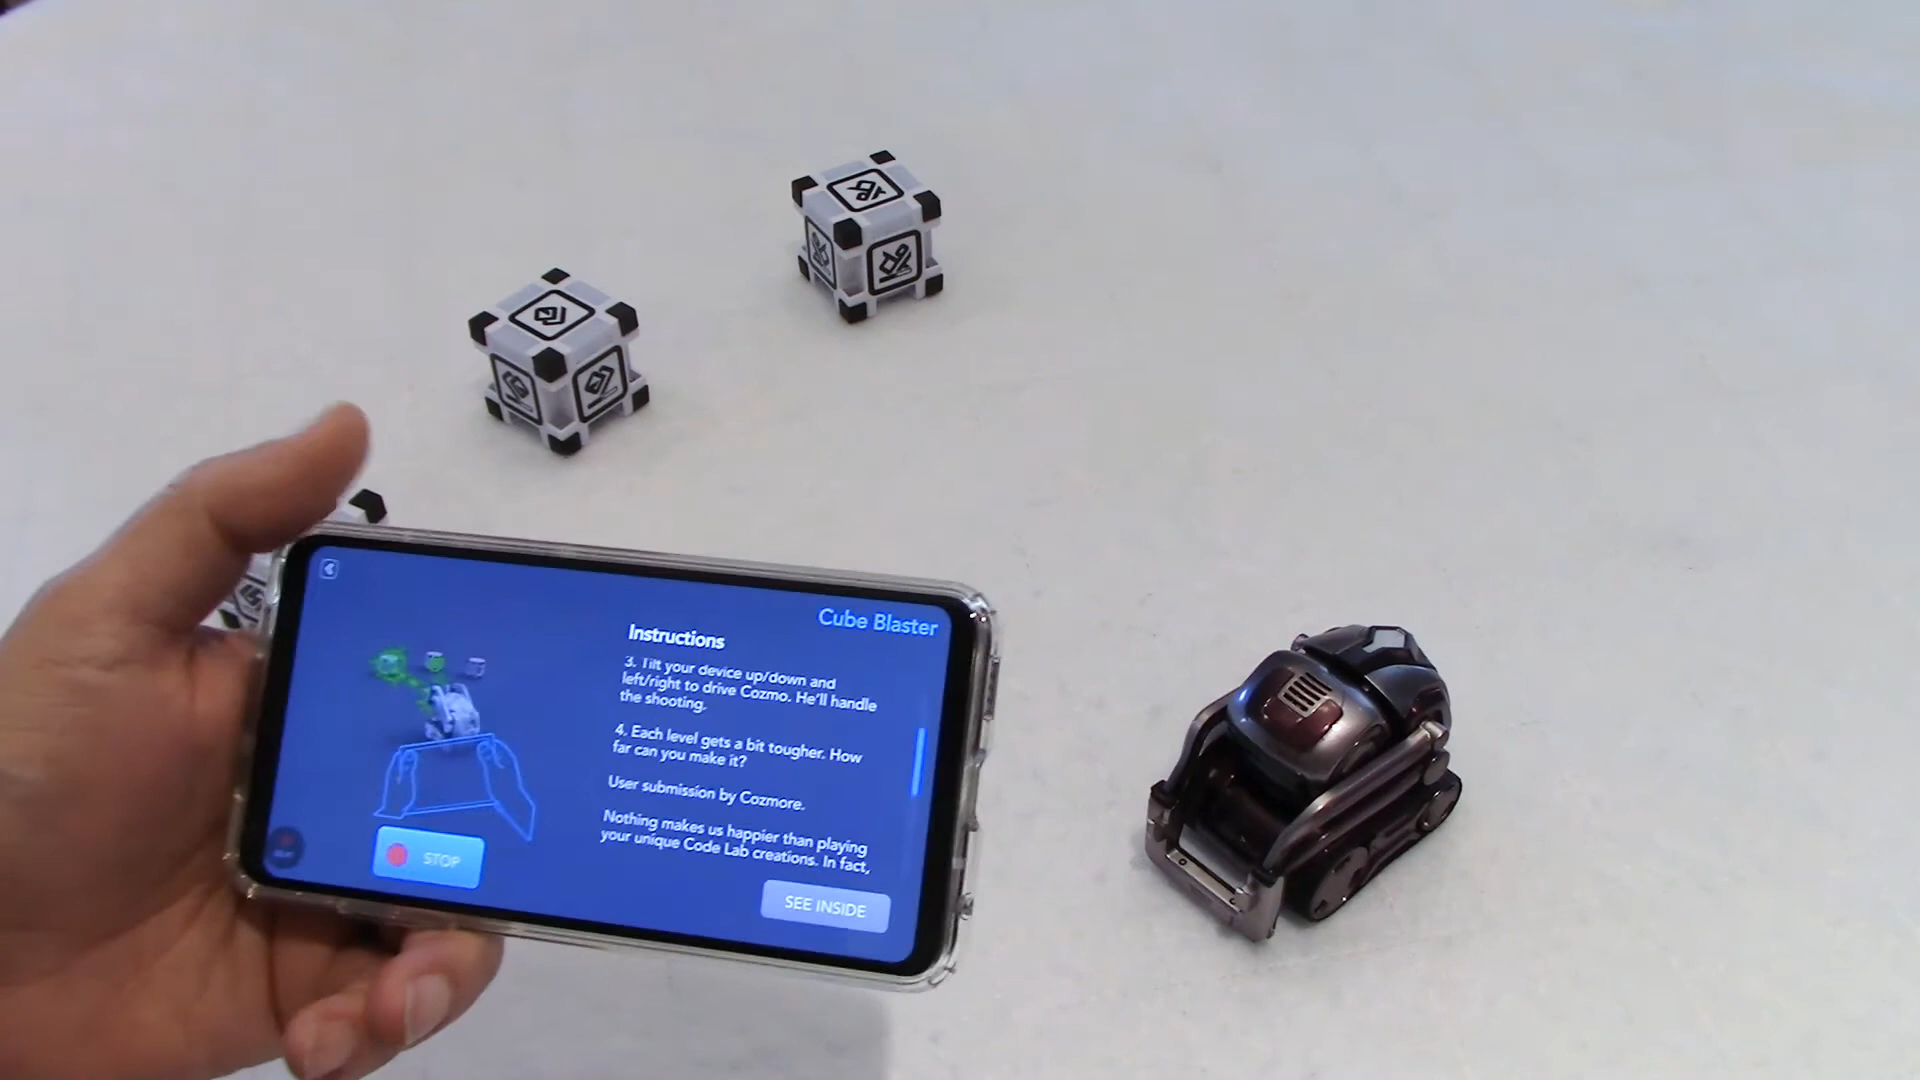 Cube Blaster
Instructions
3. Tilt your device up/down and
left/right to drive Cozmo. He'll handle
the shooting.
4. Each level gets a bit tougher. How
far can you make it?
User submission by Cozmore.
Nothing makes us happier than playing
your unique Code Lab creations. In fact,
STOP
SEE INSIDE